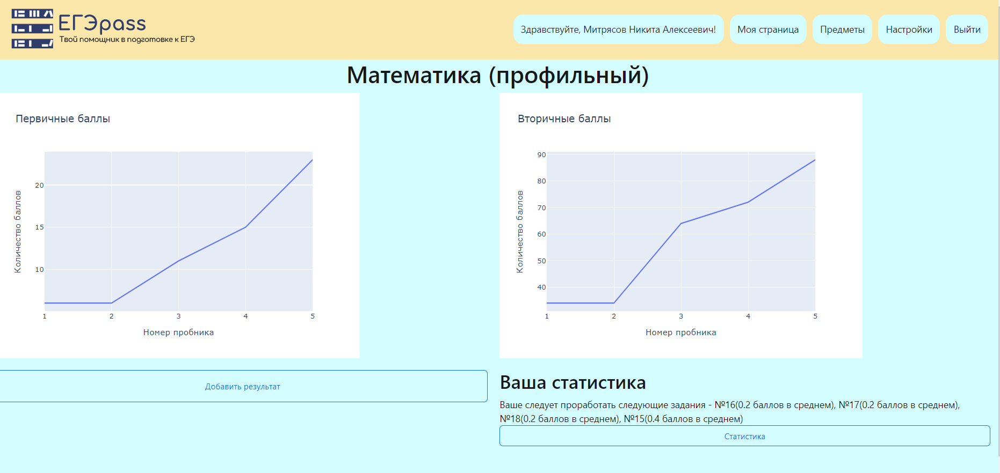 ЕГЭpass
Твой помощник в подготовке к ЕГЭ
Здравствуйте, Митрясов Никита Алексеевич!
Моя страница
Предметы
Настройки
Выйти
Математика (профильный)
Первичные баллы
Количество баллов
20
15
10
1 2 3 4 5
Номер пробника
Вторичные баллы
Количество баллов
90
80
70
60
50
40
1 2 3 4 5
Номер пробника
Добавить результат
Ваша статистика
Ваше следует проработать следующие задания - №16(0.2 баллов в среднем), №17(0.2 баллов в среднем),
№18(0.2 баллов в среднем), №15(0.4 баллов в среднем)
Статистика